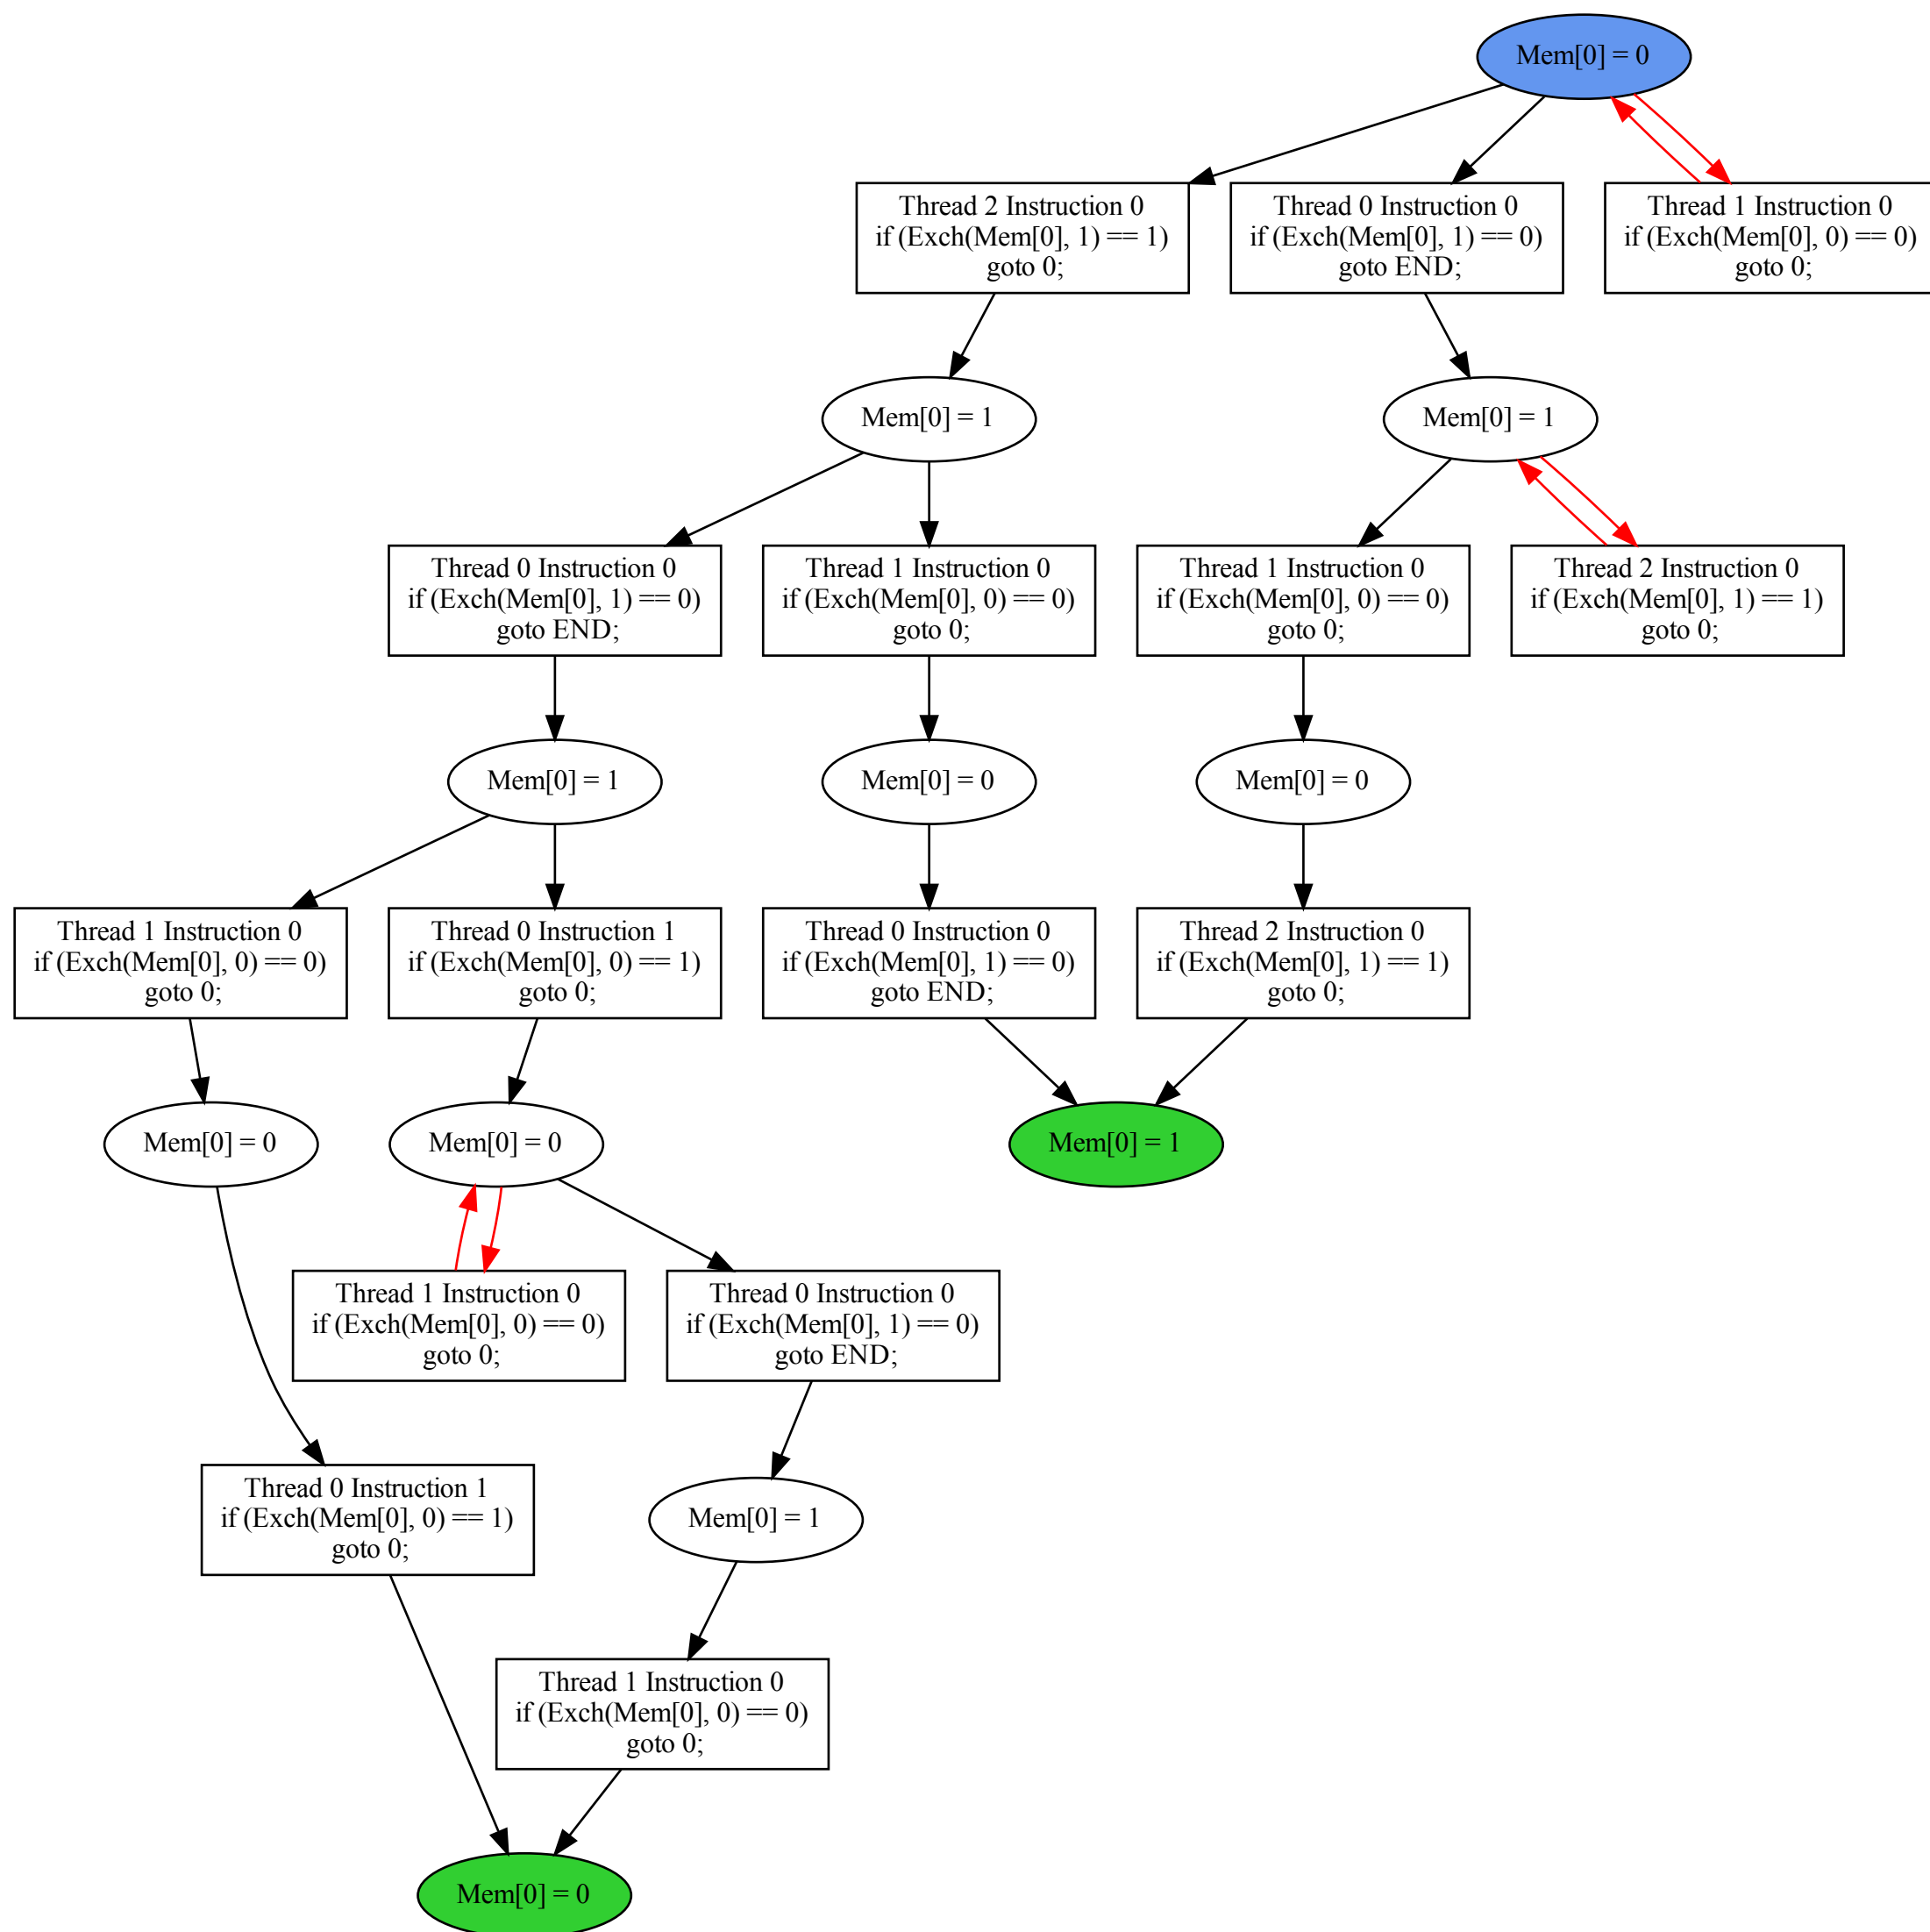 Mem[0] = 0
Thread 2 Instruction 0
if (Exch(Mem[0], 1) == 1)
goto 0;
Thread 0 Instruction 0
if (Exch(Mem[0], 1) == 0)
goto END;
Thread 1 Instruction 0
if (Exch(Mem[0], 0) == 0)
goto 0;
Mem[0] = 1
Mem[0] = 1
Thread 0 Instruction 0
if (Exch(Mem[0], 1) == 0)
goto END;
Thread 1 Instruction 0
if (Exch(Mem[0], 0) == 0)
goto 0;
Thread 1 Instruction 0
if (Exch(Mem[0], 0) == 0)
goto 0;
Thread 2 Instruction 0
if (Exch(Mem[0], 1) == 1)
goto 0;
Mem[0] = 1
Mem[0] = 0
Mem[0] = 0
Thread 1 Instruction 0
if (Exch(Mem[0], 0) == 0)
goto 0;
Thread 0 Instruction 1
if (Exch(Mem[0], 0) == 1)
goto 0;
Thread 0 Instruction 0
if (Exch(Mem[0], 1) == 0)
goto END;
Thread 2 Instruction 0
if (Exch(Mem[0], 1) == 1)
goto 0;
Mem[0] = 0
Mem[0] = 0
Mem[0] = 1
Thread 1 Instruction 0
if (Exch(Mem[0], 0) == 0)
goto 0;
Thread 0 Instruction 0
if (Exch(Mem[0], 1) == 0)
goto END;
Thread 0 Instruction 1
if (Exch(Mem[0], 0) == 1)
goto 0;
Mem[0] = 1
Thread 1 Instruction 0
if (Exch(Mem[0], 0) == 0)
goto 0;
Mem[0] = 0